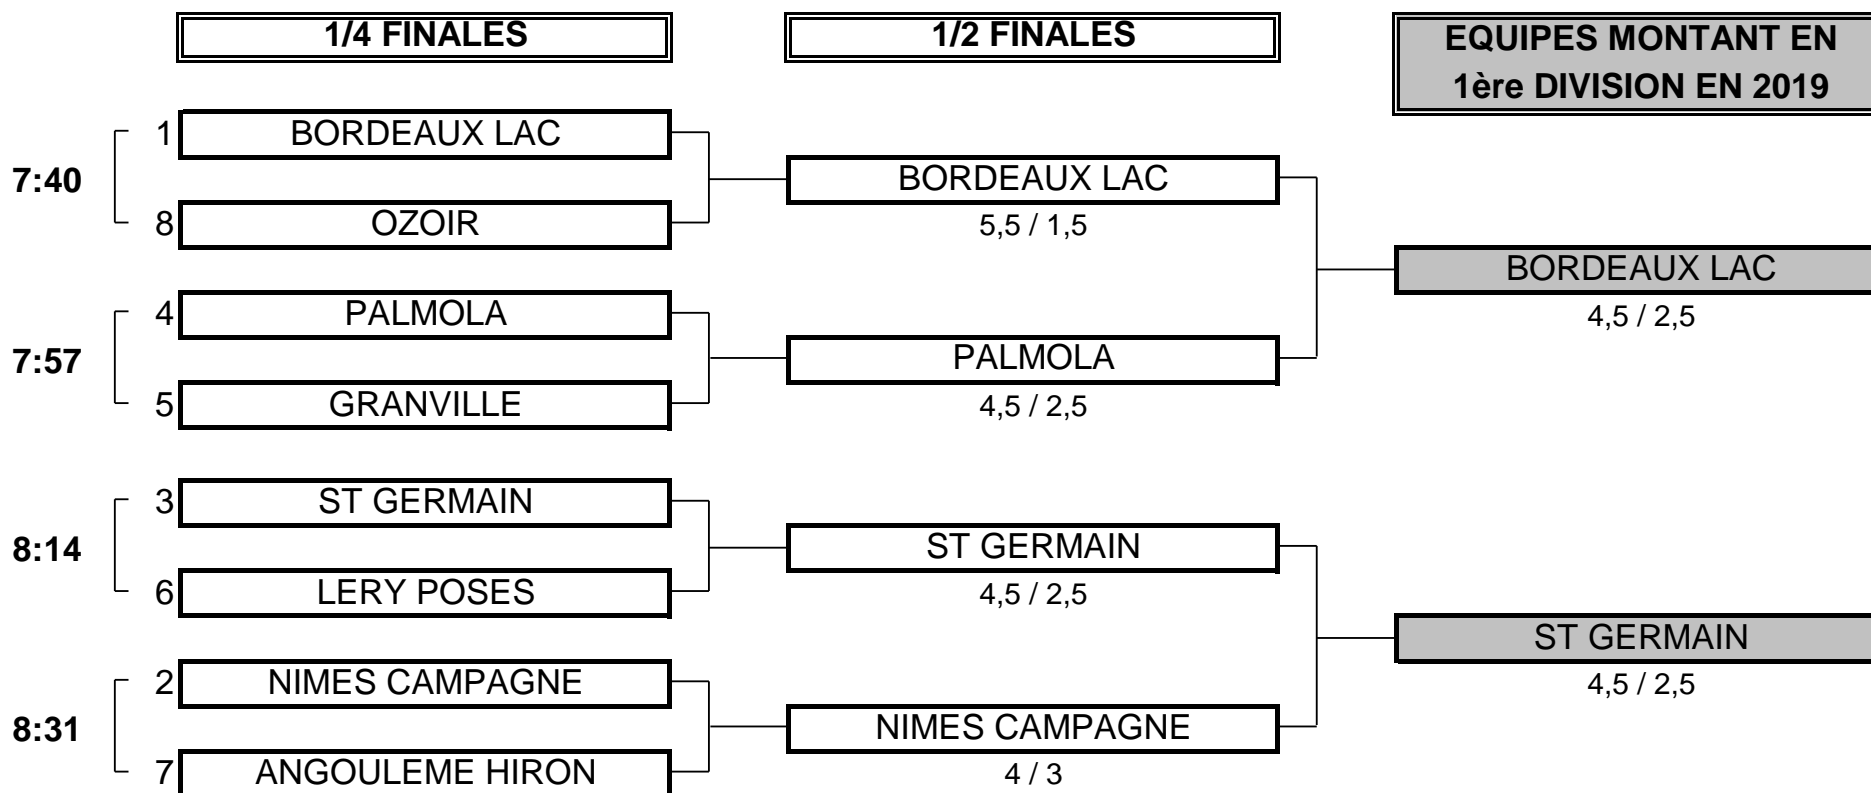 1/4 FINALES
1/2 FINALES
EQUIPES MONTANT EN
1ère DIVISION EN 2019
1 BORDEAUX LAC
7:40
BORDEAUX LAC
8 OZOIR
5,5 / 1,5
BORDEAUX LAC
4,5 / 2,5
4 PALMOLA
7:57
PALMOLA
5 GRANVILLE
4,5 / 2,5
3 ST GERMAIN
8:14
ST GERMAIN
6 LERY POSES
4,5 / 2,5
ST GERMAIN
4,5 / 2,5
2 NIMES CAMPAGNE
8:31
NIMES CAMPAGNE
7 ANGOULEME HIRON
4 / 3